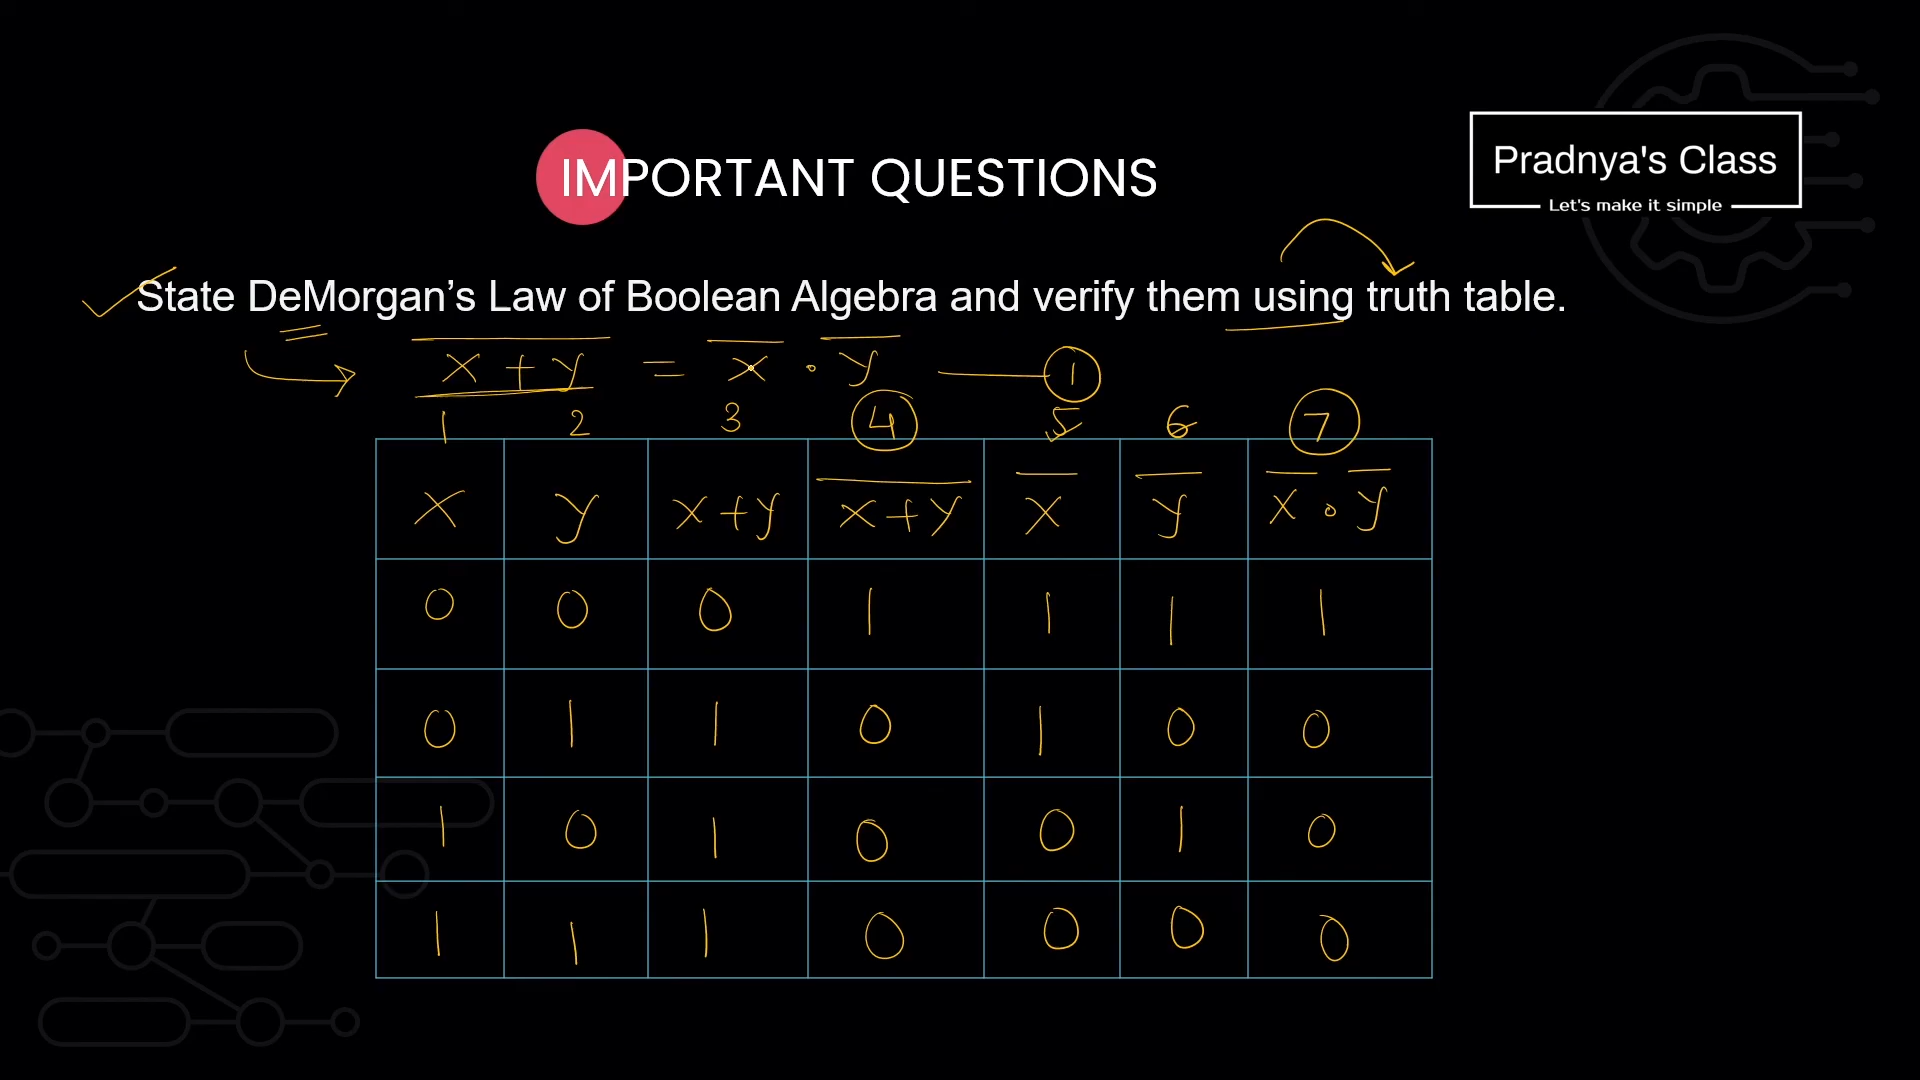 IMPORTANT QUESTIONS
Pradnya's Class
Let's make it simple
State DeMorgan’s Law of Boolean Algebra and verify them using truth table.
x̅ ̅+̅ ̅y̅ = x̅ . y̅ — 1
1 2 3 4 5 6 7
x y x+y x̅+̅y̅ x̅ y̅ x̅ . y̅
0 0 0 1 1 1 1
0 1 1 0 1 0 0
1 0 1 0 0 1 0
1 1 1 0 0 0 0